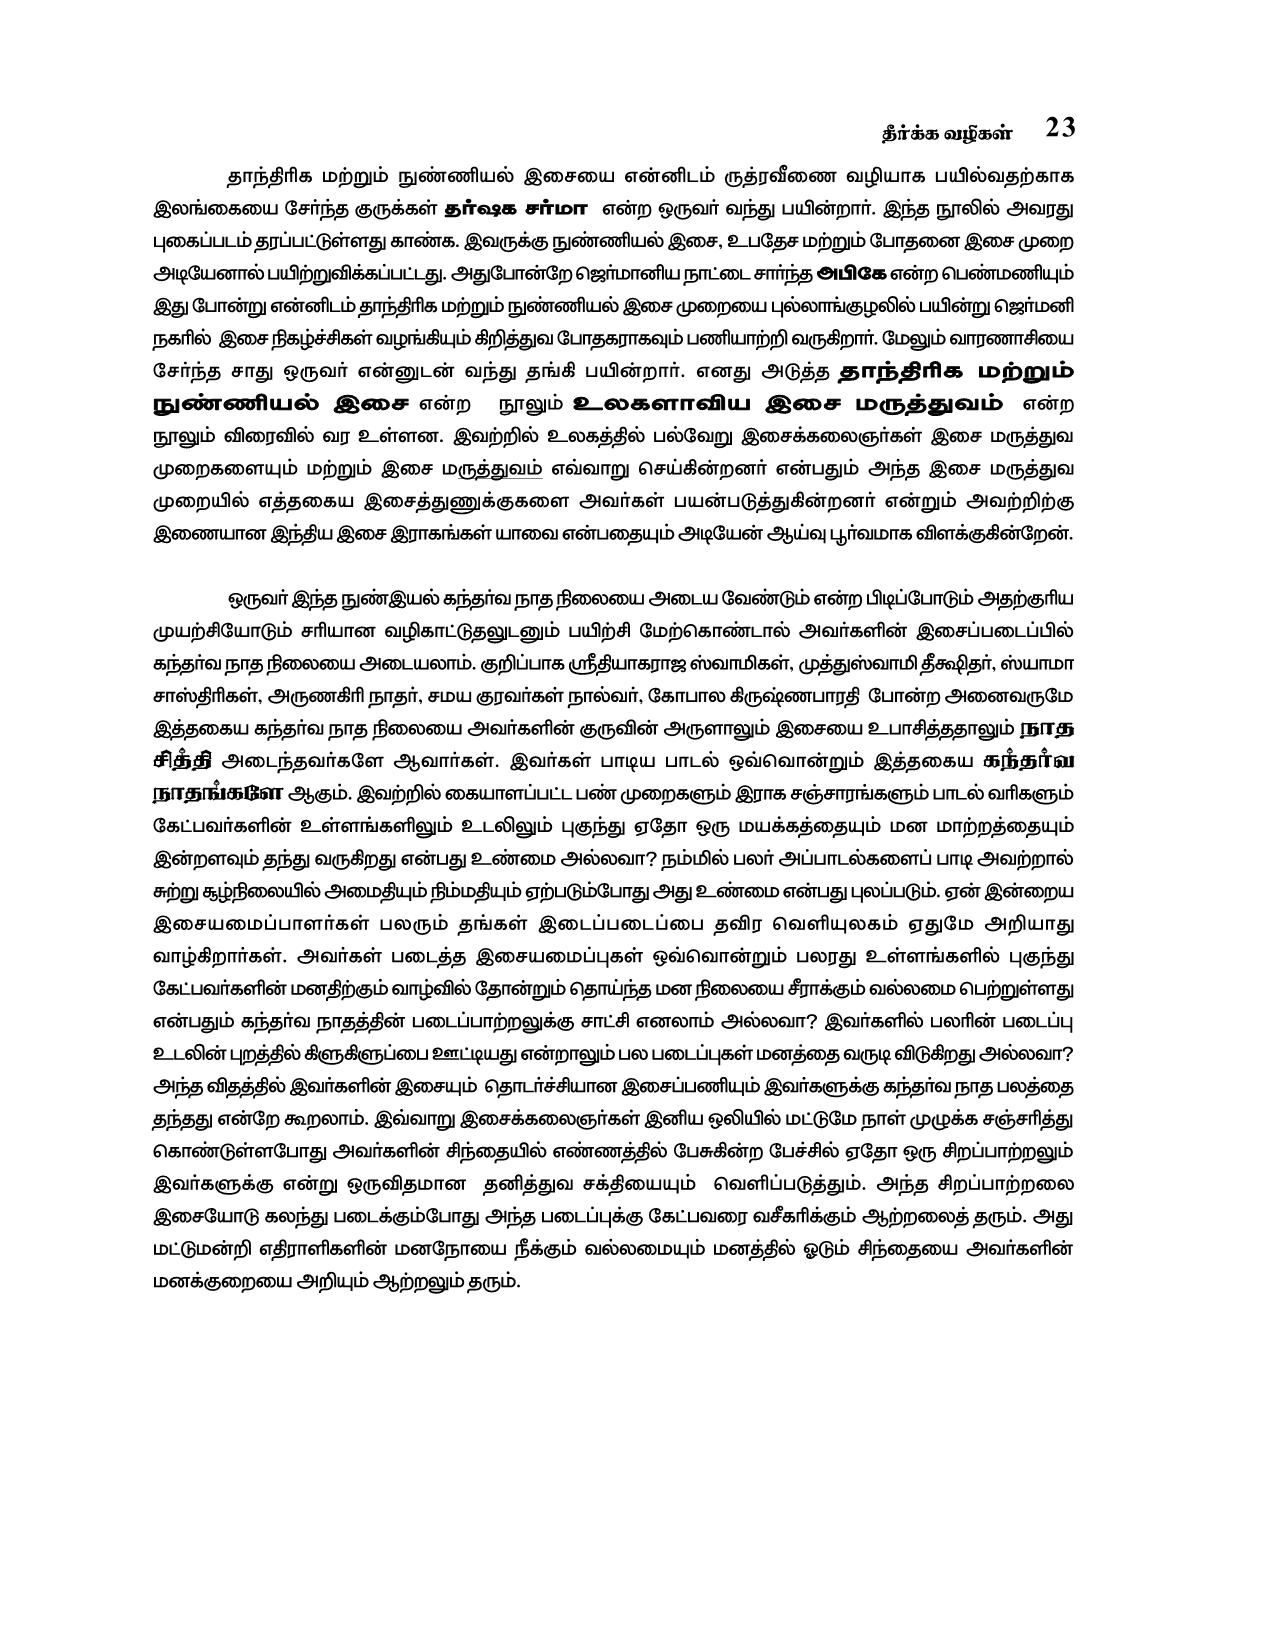 தீர்க்க வழிகள் 23
தாந்திரிக மற்றும் நுண்ணியல் இசையை என்னிடம் ருத்ரவீணை வழியாக பயில்வதற்காக
இலங்கையை சேர்ந்த குருக்கள் தர்ஷக சர்மா என்ற ஒருவர் வந்து பயின்றார். இந்த நூலில் அவரது
புகைப்படம் தரப்பட்டுள்ளது காண்க. இவருக்கு நுண்ணியல் இசை, உபதேச மற்றும் போதனை இசை முறை
அடியேனால் பயிற்றுவிக்கப்பட்டது. அதுபோன்றே ஜெர்மானிய நாட்டை சார்ந்த அபிகே என்ற பெண்மணியும்
இது போன்று என்னிடம் தாந்திரிக மற்றும் நுண்ணியல் இசை முறையை புல்லாங்குழலில் பயின்று ஜெர்மனி
நகரில் இசை நிகழ்ச்சிகள் வழங்கியும் கிறித்துவ போதகராகவும் பணியாற்றி வருகிறார். மேலும் வாரணாசியை
சேர்ந்த சாது ஒருவர் என்னுடன் வந்து தங்கி பயின்றார். எனது அடுத்த தாந்திரிக மற்றும்
நுண்ணியல் இசை என்ற நூலும் உலகளாவிய இசை மருத்துவம் என்ற
நூலும் விரைவில் வர உள்ளன. இவற்றில் உலகத்தில் பல்வேறு இசைக்கலைஞர்கள் இசை மருத்துவ
முறைகளையும் மற்றும் இசை மருத்துவம் எவ்வாறு செய்கின்றனர் என்பதும் அந்த இசை மருத்துவ
முறையில் எத்தகைய இசைத்துணுக்குகளை அவர்கள் பயன்படுத்துகின்றனர் என்றும் அவற்றிற்கு
இணையான இந்திய இசை இராகங்கள் யாவை என்பதையும் அடியேன் ஆய்வு பூர்வமாக விளக்குகின்றேன்.
ஒருவர் இந்த நுண்இயல் கந்தர்வ நாத நிலையை அடைய வேண்டும் என்ற பிடிப்போடும் அதற்குரிய
முயற்சியோடும் சரியான வழிகாட்டுதலுடனும் பயிற்சி மேற்கொண்டால் அவர்களின் இசைப்படைப்பில்
கந்தர்வ நாத நிலையை அடையலாம். குறிப்பாக ஸ்ரீதியாகராஜ ஸ்வாமிகள், முத்துஸ்வாமி தீக்ஷிதர், ஸ்யாமா
சாஸ்திரிகள், அருணகிரி நாதர், சமய குரவர்கள் நால்வர், கோபால கிருஷ்ணபாரதி போன்ற அனைவருமே
இத்தகைய கந்தர்வ நாத நிலையை அவர்களின் குருவின் அருளாலும் இசையை உபாசித்ததாலும் நாத
சித்தி அடைந்தவர்களே ஆவார்கள். இவர்கள் பாடிய பாடல் ஒவ்வொன்றும் இத்தகைய கந்தர்வ
நாதங்களே ஆகும். இவற்றில் கையாளப்பட்ட பண் முறைகளும் இராக சஞ்சாரங்களும் பாடல் வரிகளும்
கேட்பவர்களின் உள்ளங்களிலும் உடலிலும் புகுந்து ஏதோ ஒரு மயக்கத்தையும் மன மாற்றத்தையும்
இன்றளவும் தந்து வருகிறது என்பது உண்மை அல்லவா? நம்மில் பலர் அப்பாடல்களைப் பாடி அவற்றால்
சுற்று சூழ்நிலையில் அமைதியும் நிம்மதியும் ஏற்படும்போது அது உண்மை என்பது புலப்படும். ஏன் இன்றைய
இசையமைப்பாளர்கள் பலரும் தங்கள் இடைப்படைப்பை தவிர வெளியுலகம் ஏதுமே அறியாது
வாழ்கிறார்கள். அவர்கள் படைத்த இசையமைப்புகள் ஒவ்வொன்றும் பலரது உள்ளங்களில் புகுந்து
கேட்பவர்களின் மனதிற்கும் வாழ்வில் தோன்றும் தொய்ந்த மன நிலையை சீராக்கும் வல்லமை பெற்றுள்ளது
என்பதும் கந்தர்வ நாதத்தின் படைப்பாற்றலுக்கு சாட்சி எனலாம் அல்லவா? இவர்களில் பலரின் படைப்பு
உடலின் புறத்தில் கிளுகிளுப்பை ஊட்டியது என்றாலும் பல படைப்புகள் மனத்தை வருடி விடுகிறது அல்லவா?
அந்த விதத்தில் இவர்களின் இசையும் தொடர்ச்சியான இசைப்பணியும் இவர்களுக்கு கந்தர்வ நாத பலத்தை
தந்தது என்றே கூறலாம். இவ்வாறு இசைக்கலைஞர்கள் இனிய ஒலியில் மட்டுமே நாள் முழுக்க சஞ்சரித்து
கொண்டுள்ளபோது அவர்களின் சிந்தையில் எண்ணத்தில் பேசுகின்ற பேச்சில் ஏதோ ஒரு சிறப்பாற்றலும்
இவர்களுக்கு என்று ஒருவிதமான தனித்துவ சக்தியையும் வெளிப்படுத்தும். அந்த சிறப்பாற்றலை
இசையோடு கலந்து படைக்கும்போது அந்த படைப்புக்கு கேட்பவரை வசீகரிக்கும் ஆற்றலைத் தரும். அது
மட்டுமன்றி எதிராளிகளின் மனநோயை நீக்கும் வல்லமையும் மனத்தில் ஓடும் சிந்தையை அவர்களின்
மனக்குறையை அறியும் ஆற்றலும் தரும்.